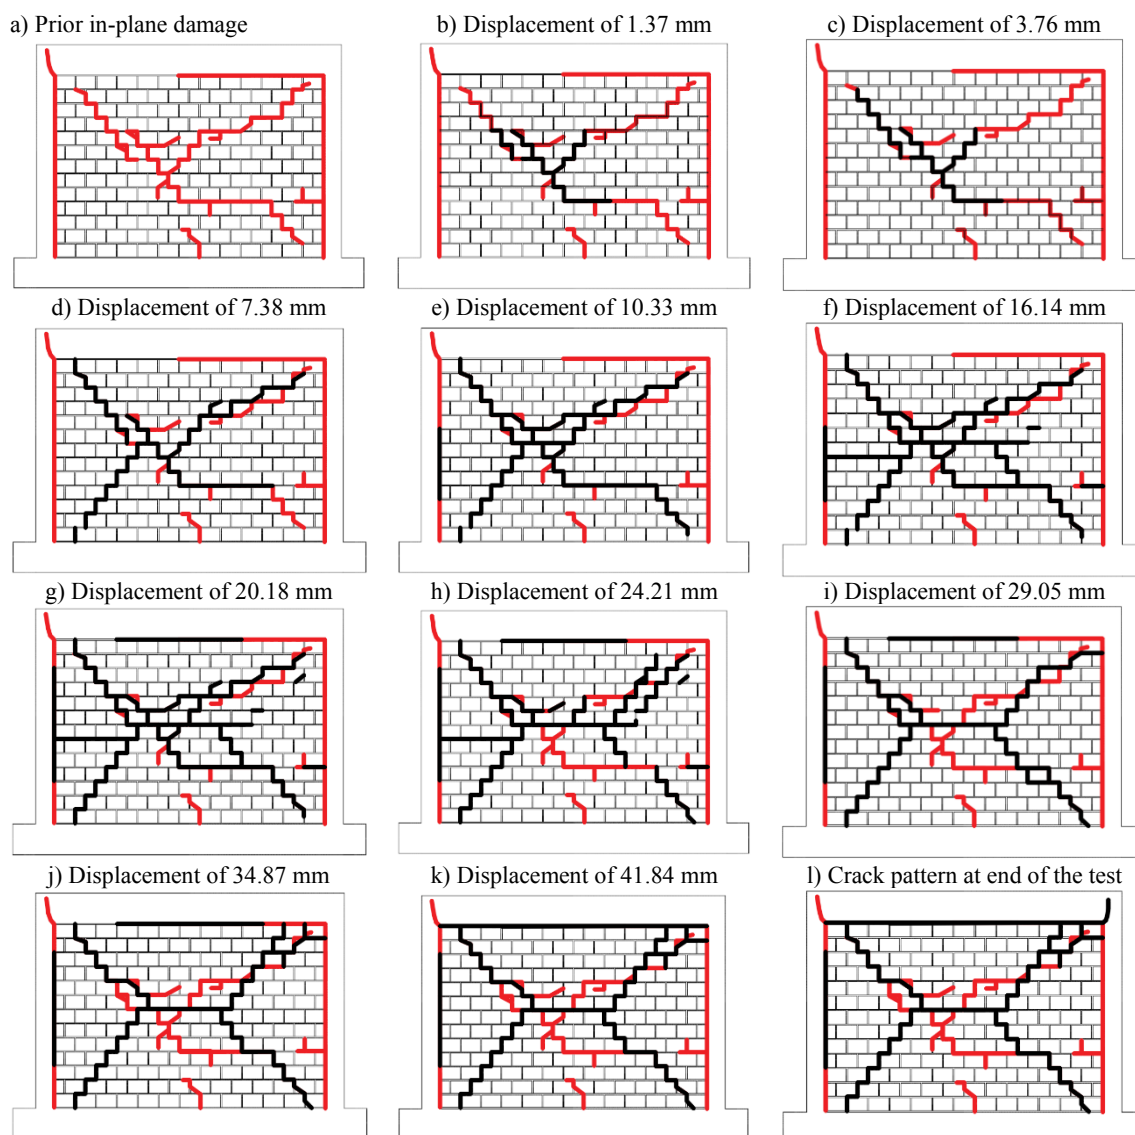 a) Prior in-plane damage
b) Displacement of 1.37 mm
c) Displacement of 3.76 mm
d) Displacement of 7.38 mm
e) Displacement of 10.33 mm
f) Displacement of 16.14 mm
g) Displacement of 20.18 mm
h) Displacement of 24.21 mm
i) Displacement of 29.05 mm
j) Displacement of 34.87 mm
k) Displacement of 41.84 mm
l) Crack pattern at end of the test